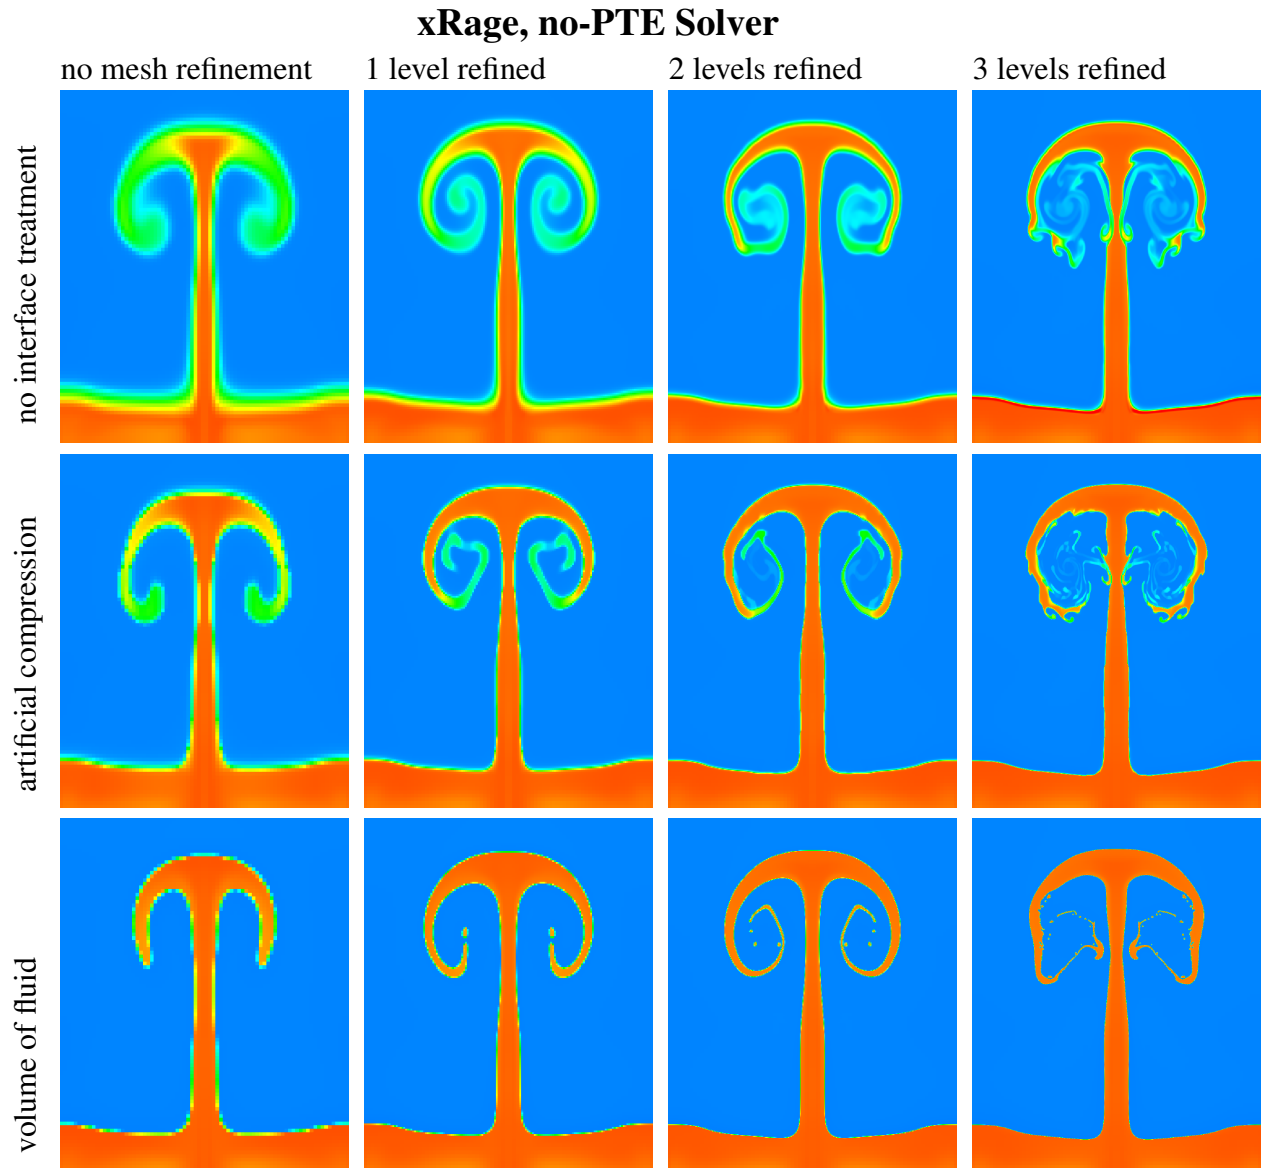 xRage, no-PTE Solver
no mesh refinement
1 level refined
2 levels refined
3 levels refined
no interface treatment
artificial compression
volume of fluid